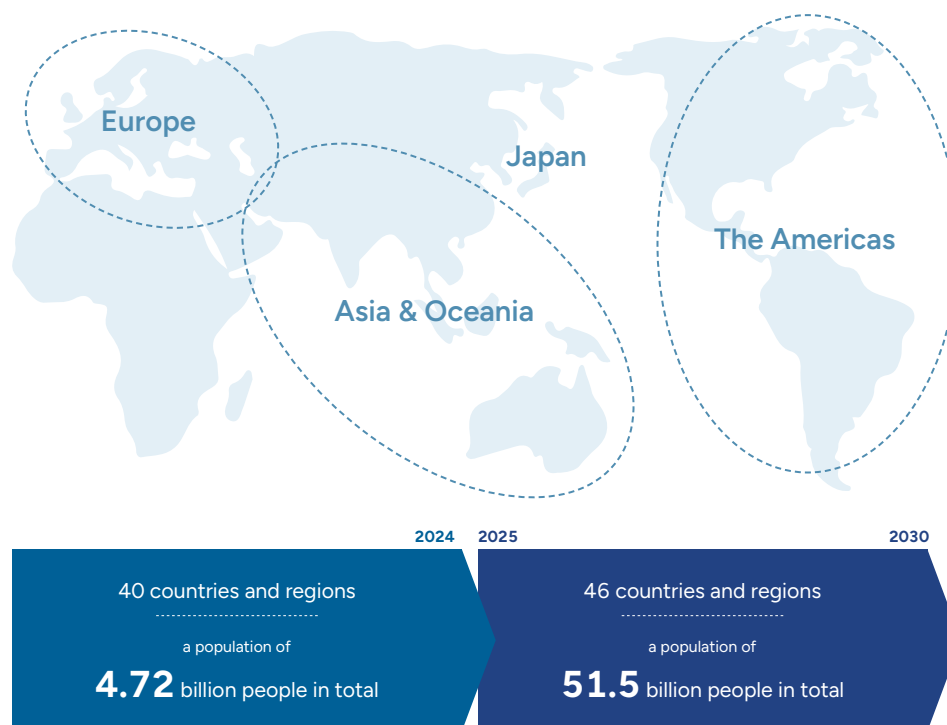 Europe
Japan
The Americas
Asia & Oceania
2024
2025
2030
40 countries and regions
a population of
4.72 billion people in total
46 countries and regions
a population of
51.5 billion people in total